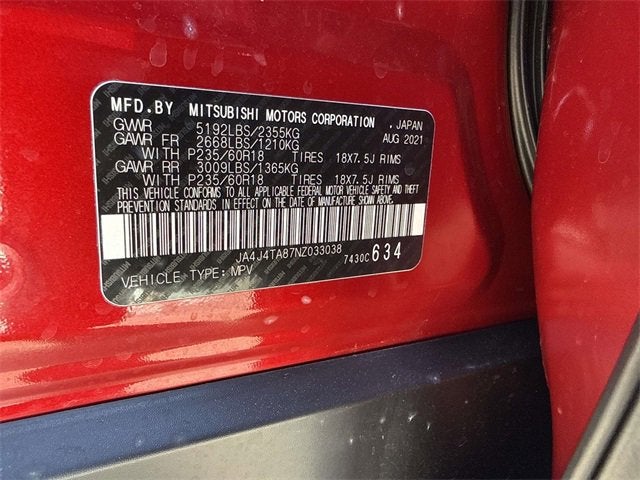 MFD.BY MITSUBISHI MOTORS CORPORATION , JAPAN
GVWR 5192LBS/2355KG AUG 2021
GAWR FR 2668LBS/1210KG
WITH P235/60R18 TIRES 18X7.5J RIMS
GAWR RR 3009LBS/1365KG
WITH P235/60R18 TIRES 18X7.5J RIMS
THIS VEHICLE CONFORMS TO ALL APPLICABLE FEDERAL MOTOR VEHICLE SAFETY AND THEFT
PREVENTION STANDARDS IN EFFECT ON THE DATE OF MANUFACTURE SHOWN ABOVE.
JA4J4TA87NZ033038 7430C 634
VEHICLE TYPE: MPV